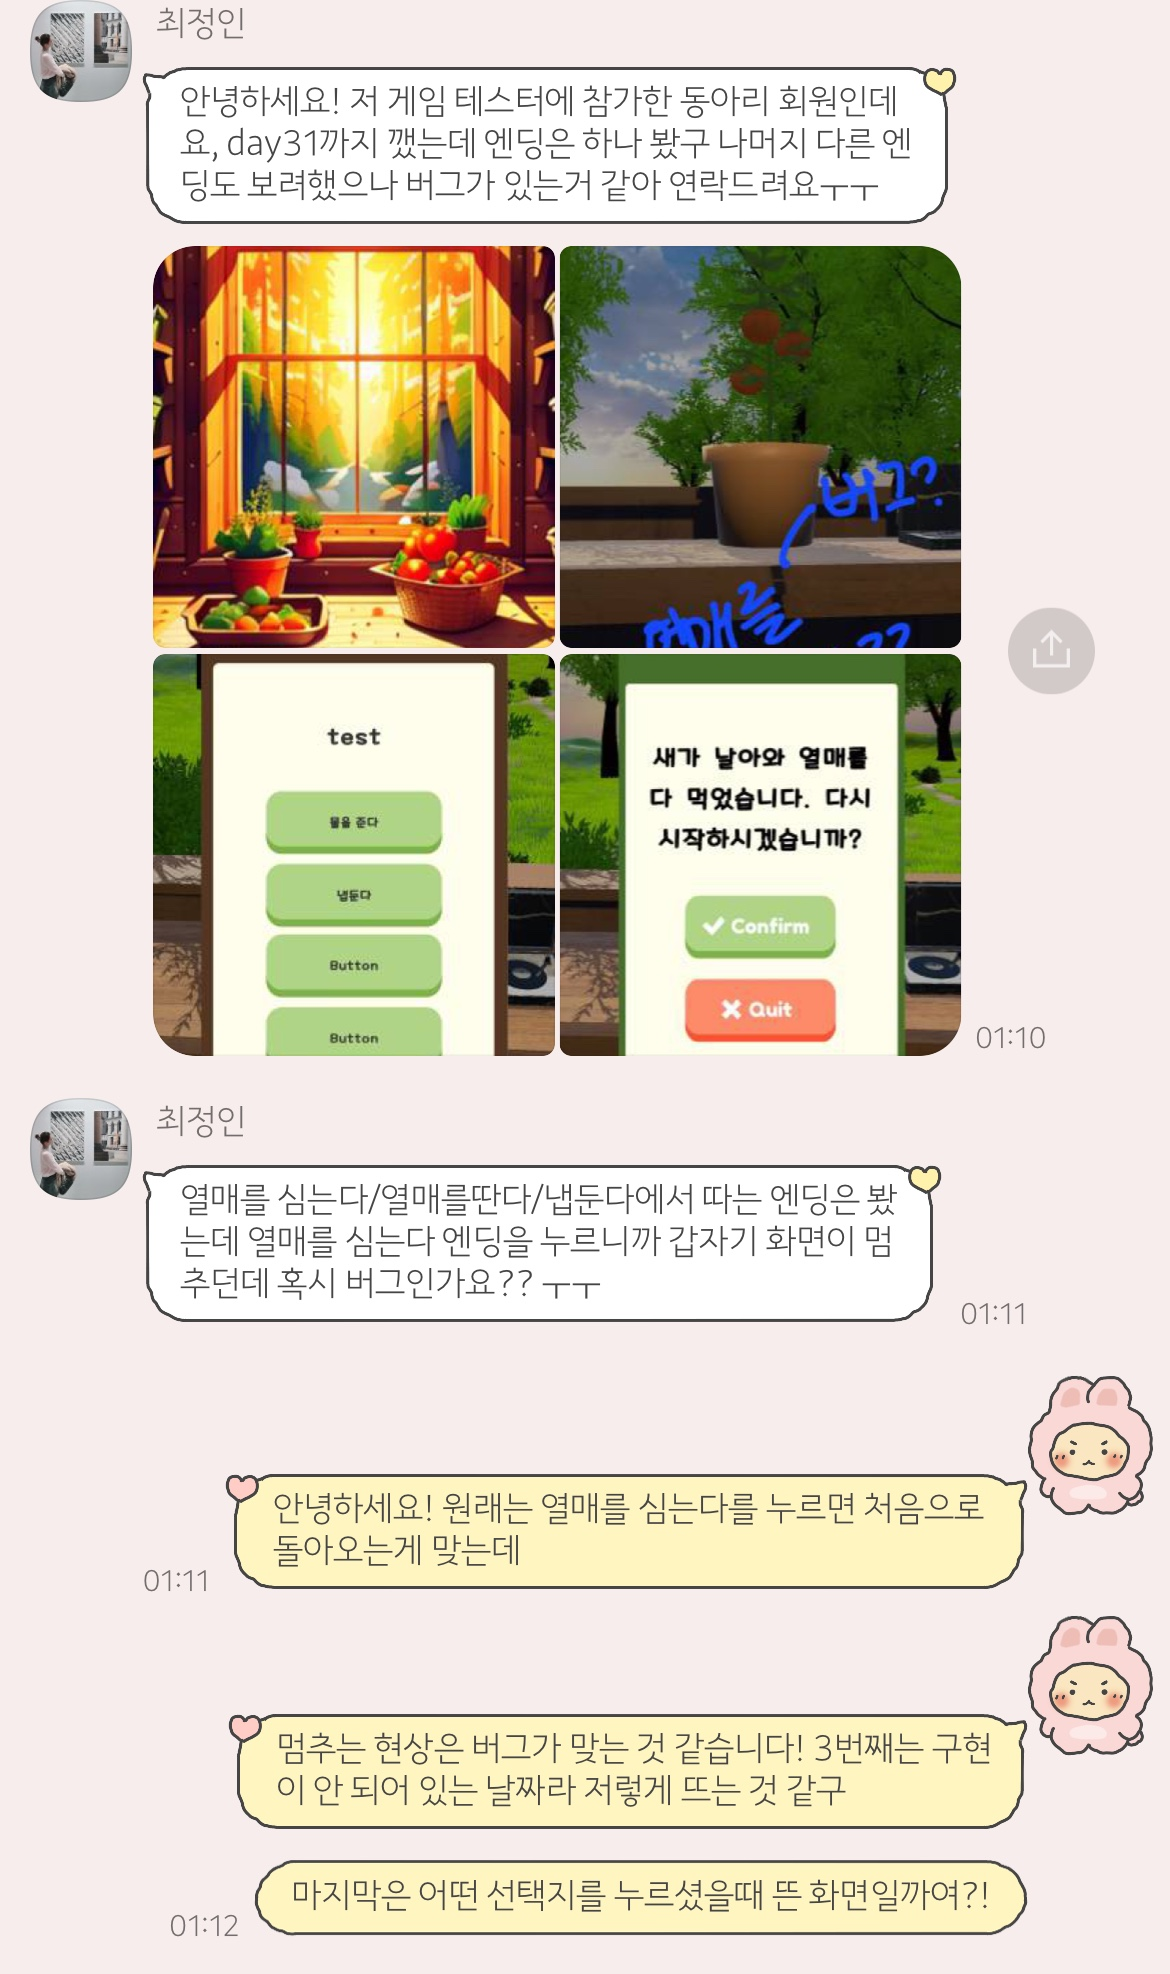 최정인
안녕하세요! 저 게임 테스터에 참가한 동아리 회원인데
요, day31까지 깼는데 엔딩은 하나 봤구 나머지 다른 엔
딩도 보려했으나 버그가 있는거 같아 연락드려요ㅜㅜ
버그?
열매를
??
test
물을 준다
냅둔다
Button
Button
새가 날아와 열매를
다 먹었습니다. 다시
시작하시겠습니까?
Confirm
Quit
01:10
최정인
열매를 심는다/열매를딴다/냅둔다에서 따는 엔딩은 봤
는데 열매를 심는다 엔딩을 누르니까 갑자기 화면이 멈
추던데 혹시 버그인가요?? ㅜㅜ
01:11
안녕하세요! 원래는 열매를 심는다를 누르면 처음으로
돌아오는게 맞는데
01:11
멈추는 현상은 버그가 맞는 것 같습니다! 3번째는 구현
이 안 되어 있는 날짜라 저렇게 뜨는 것 같구
마지막은 어떤 선택지를 누르셨을때 뜬 화면일까여?!
01:12